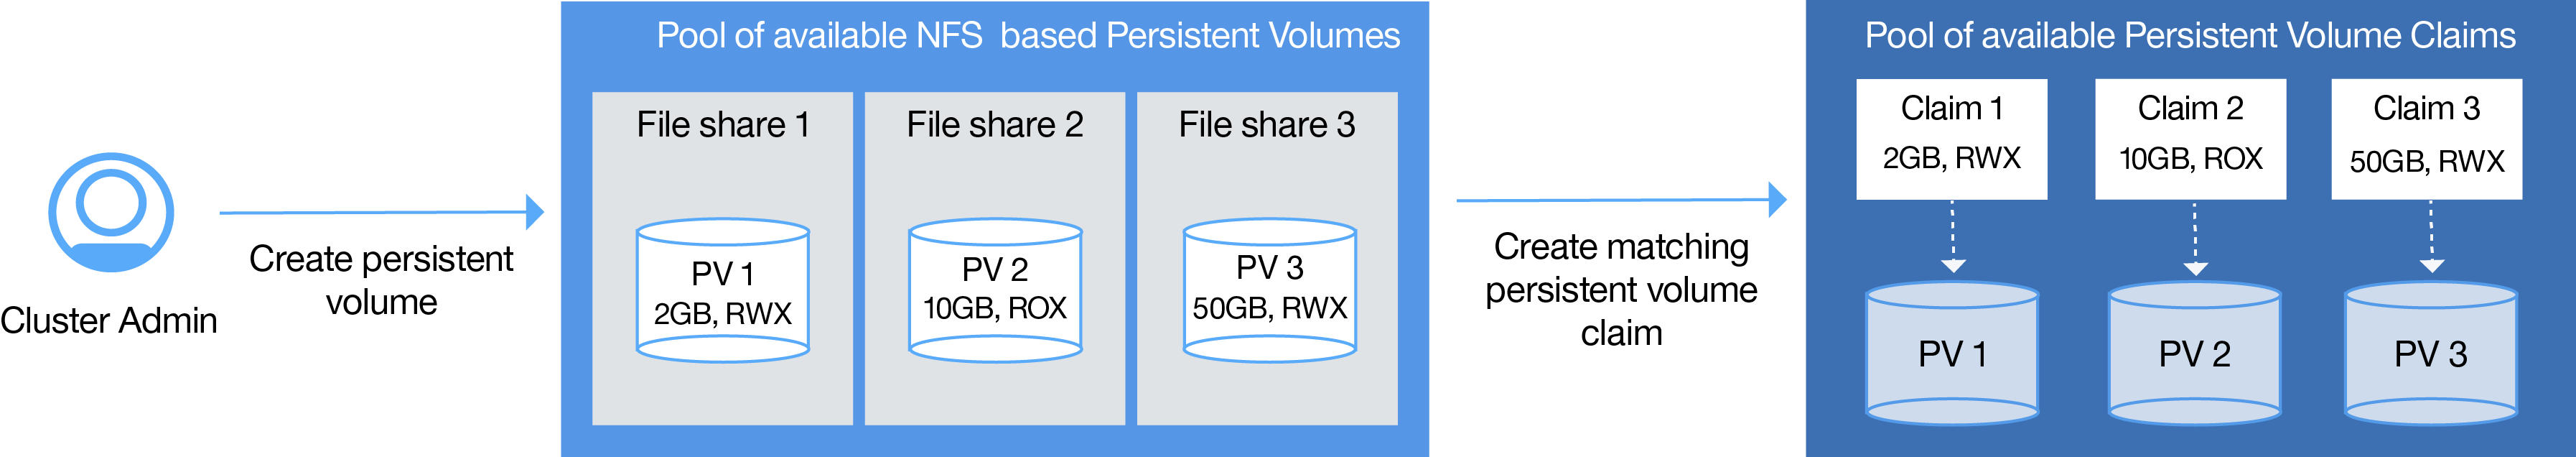 Cluster Admin
Create persistent
volume
Pool of available NFS  based Persistent Volumes
File share 1
PV 1
2GB, RWX
File share 2
PV 2
10GB, ROX
File share 3
PV 3
50GB, RWX
Create matching
persistent volume
claim
Pool of available Persistent Volume Claims
Claim 1
2GB, RWX
Claim 2
10GB, ROX
Claim 3
50GB, RWX
PV 1
PV 2
PV 3